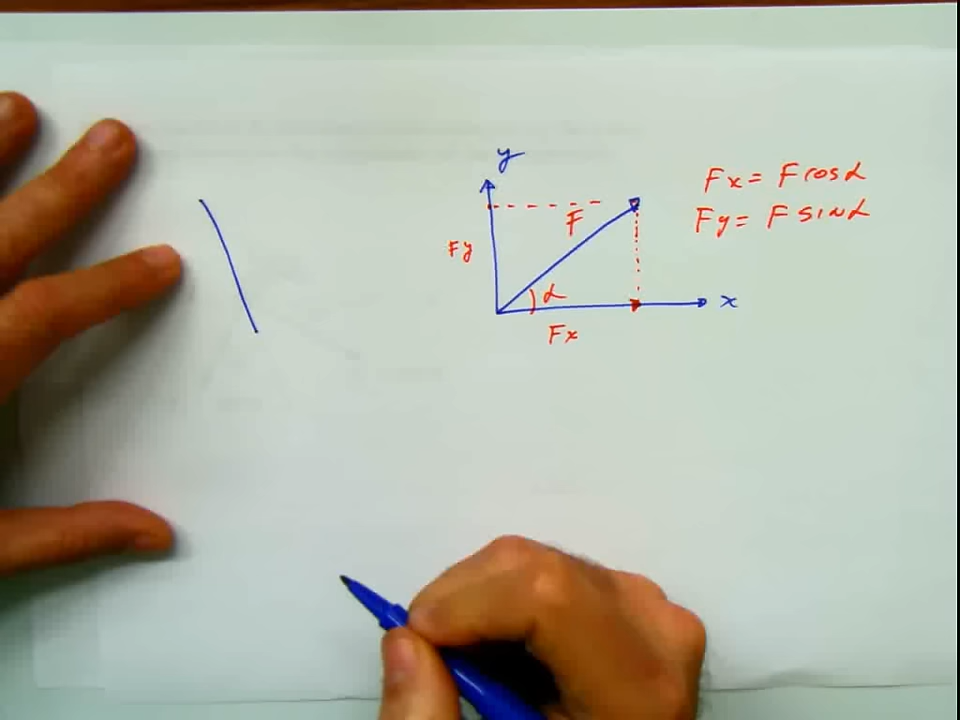 y
Fx = F cos α
Fy = F sin α
F
Fy
α
x
Fx